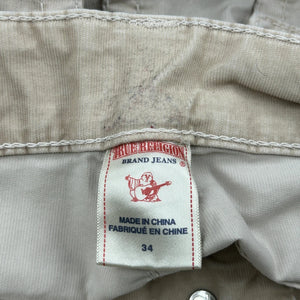 TRUE RELIGION
BRAND JEANS
MADE IN CHINA
FABRIQUÉ EN CHINE
34